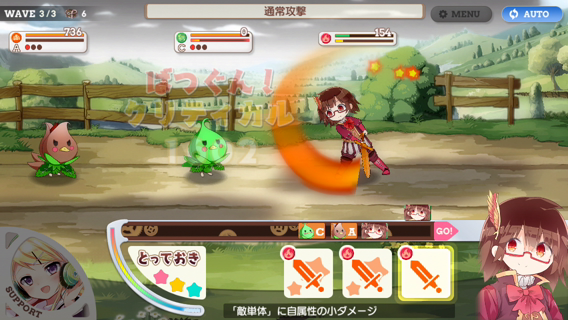 WAVE 3/3 6
通常攻撃
MENU
AUTO
736
A
0
C
154
ばつぐん!
クリティカル
C A GO!
とっておき
SUPPORT
「敵単体」に自属性の小ダメージ